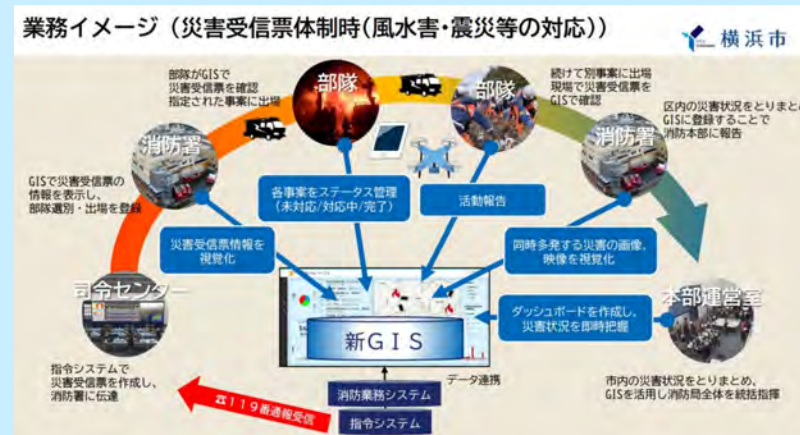 業務イメージ（災害受信票体制時(風水害・震災等の対応)）
横浜市
部隊がGISで
災害受信票を確認
指定された事案に出場
部隊
部隊
続けて別事案に出場
現場で災害受信票を
GISで確認
消防署
消防署
区内の災害状況をとりまとめ
GISに登録することで
消防本部に報告
GISで災害受信票の
情報を表示し、
部隊選別・出場を登録
各事案をステータス管理
（未対応/対応中/完了）
活動報告
災害受信票情報を
視覚化
同時多発する災害の画像、
映像を視覚化
司令センター
本部運営室
ダッシュボードを作成し、
災害状況を即時把握
新ＧＩＳ
指令システムで
災害受信票を作成し、
消防署に伝達
データ連携
市内の災害状況をとりまとめ、
GISを活用し消防局全体を統括指揮
消防業務システム
☎１１９番通報受信
指令システム